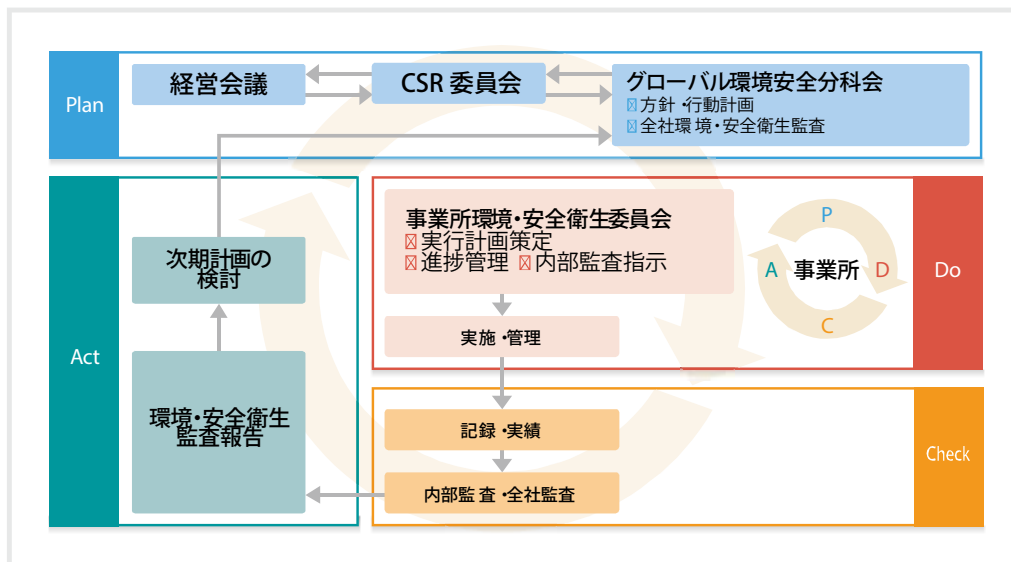 Plan
経営会議
CSR 委員会
グローバル環境安全分科会
方針・行動計画
全社環境・安全衛生監査
Act
次期計画の
検討
環境・安全衛生
監査報告
事業所環境・安全衛生委員会
実行計画策定
進捗管理 内部監査指示
実施・管理
P
A 事業所 D
C
Do
記録・実績
内部監査・全社監査
Check